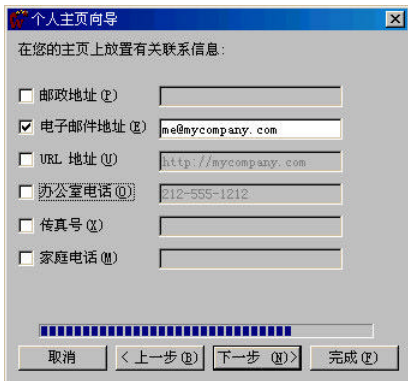 个人主页向导
在您的主页上放置有关联系信息:
邮政地址(P)
电子邮件地址(E) me@mycompany.com
URL 地址(U) http://mycompany.com
办公室电话(O) 212-555-1212
传真号(X)
家庭电话(M)
取消 <上一步(B) 下一步 (N)> 完成(F)